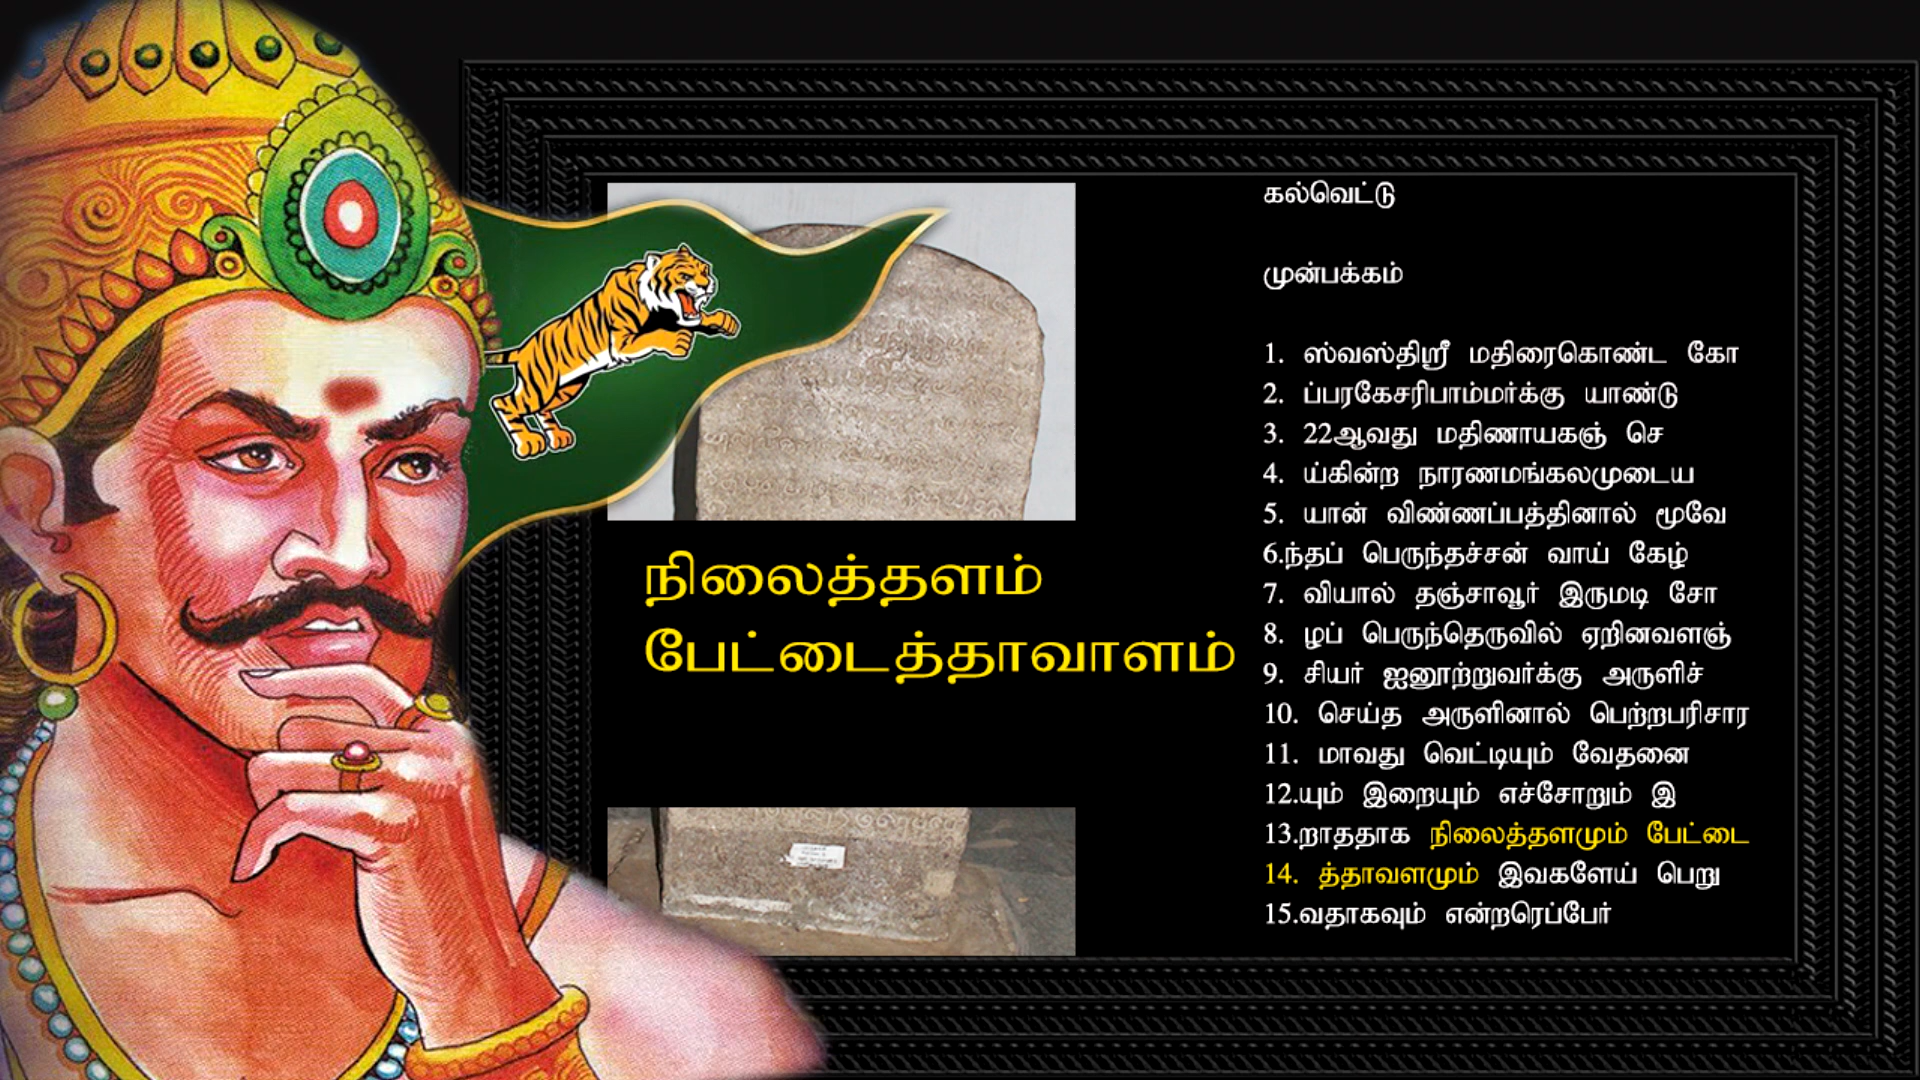 கல்வெட்டு
முன்பக்கம்
1. ஸ்வஸ்திஸ்ரீ மதிரைகொண்ட கோ
2. ப்பரகேசரிபாம்மர்க்கு யாண்டு
3. 22ஆவது மதிணாயகஞ் செ
4. ய்கின்ற நாரணமங்கலமுடைய
5. யான் விண்ணப்பத்தினால் மூவே
6.ந்தப் பெருந்தச்சன் வாய் கேழ்
7. வியால் தஞ்சாவூர் இருமடி சோ
8. ழப் பெருந்தெருவில் ஏறினவளஞ்
9. சியர் ஐனூற்றுவர்க்கு அருளிச்
10. செய்த அருளினால் பெற்றபரிசார
11. மாவது வெட்டியும் வேதனை
12.யும் இறையும் எச்சோறும் இ
13.றாததாக நிலைத்தளமும் பேட்டை
14. த்தாவளமும் இவகளேய் பெறு
15.வதாகவும் என்றரெப்பேர்
நிலைத்தளம்
பேட்டைத்தாவாளம்